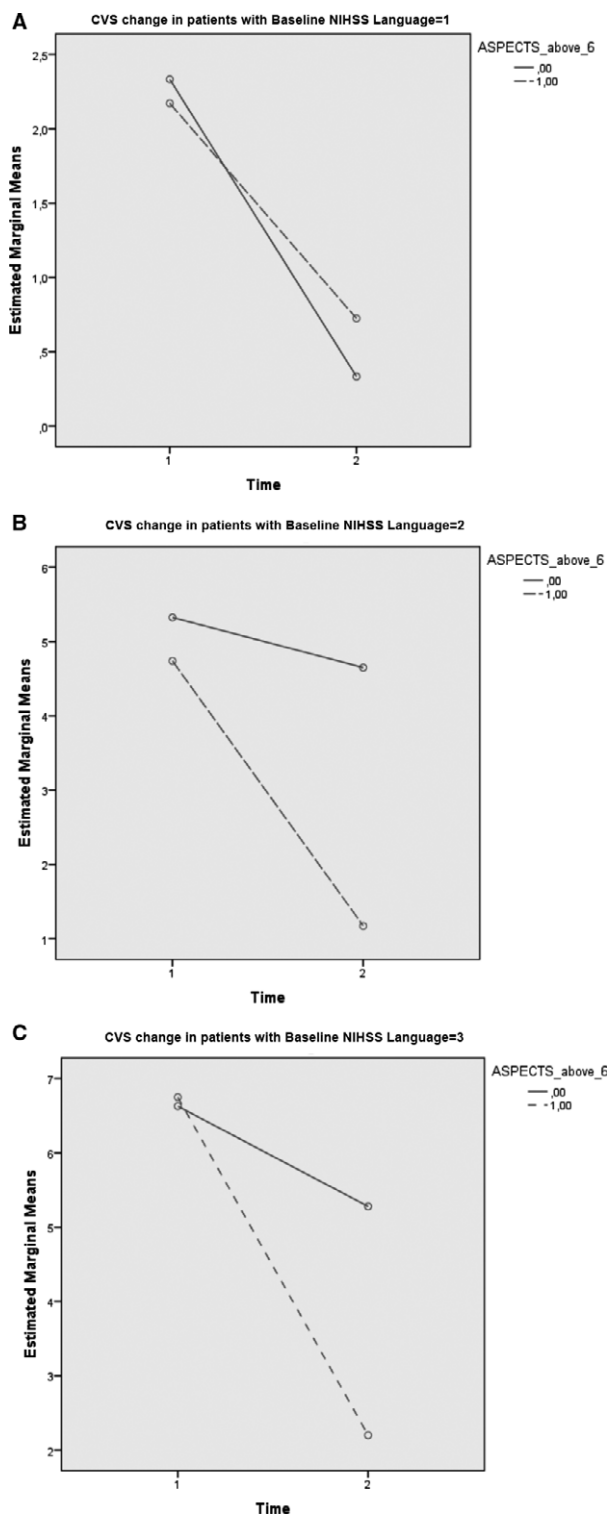 A
CVS change in patients with Baseline NIHSS Language=1
Estimated Marginal Means
2,5
2,0
1,5
1,0
,5
,0
1
2
Time
ASPECTS_above_6
,00
1,00
B
CVS change in patients with Baseline NIHSS Language=2
Estimated Marginal Means
6
5
4
3
2
1
1
2
Time
ASPECTS_above_6
,00
1,00
C
CVS change in patients with Baseline NIHSS Language=3
Estimated Marginal Means
7
6
5
4
3
2
1
2
Time
ASPECTS_above_6
,00
1,00